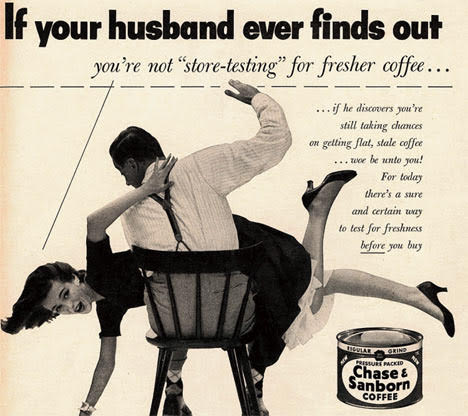 If your husband ever finds out
you're not "store-testing" for fresher coffee...
...if he discovers you're
still taking chances
on getting flat, stale coffee
...woe be unto you!
For today
there's a sure
and certain way
to test for freshness
before you buy
REGULAR GRIND
PRESSURE PACKED
Chase &
Sanborn
COFFEE